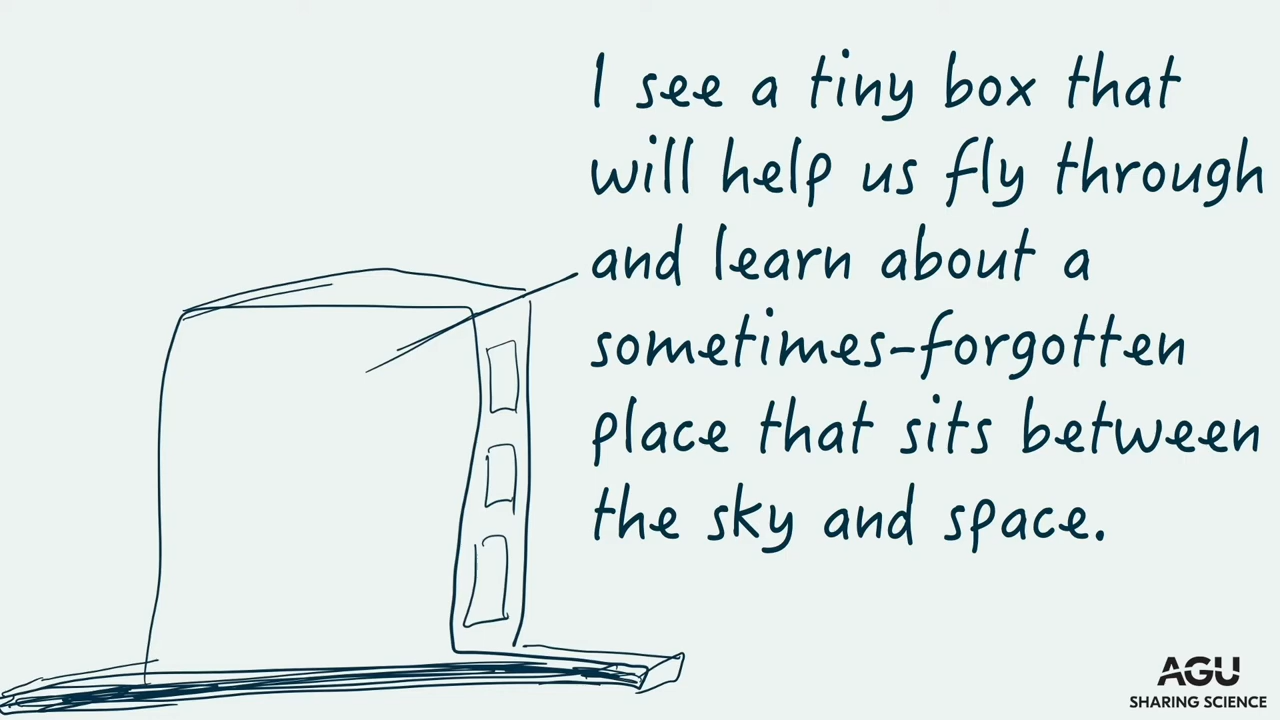 I see a tiny box that
will help us fly through
and learn about a
sometimes-forgotten
place that sits between
the sky and space.
AGU
SHARING SCIENCE